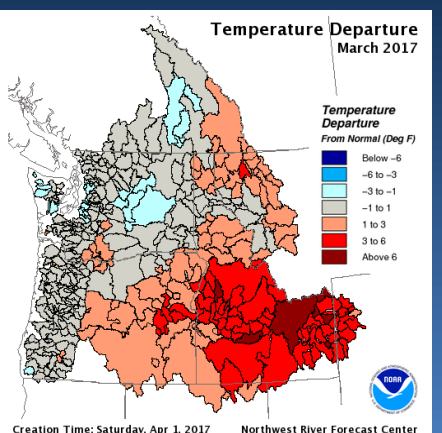 Temperature Departure
March 2017
Temperature
Departure
From Normal (Deg F)
Below -6
-6 to -3
-3 to -1
-1 to 1
1 to 3
3 to 6
Above 6
NOAA
Creation Time: Saturday, Apr 1, 2017 Northwest River Forecast Center